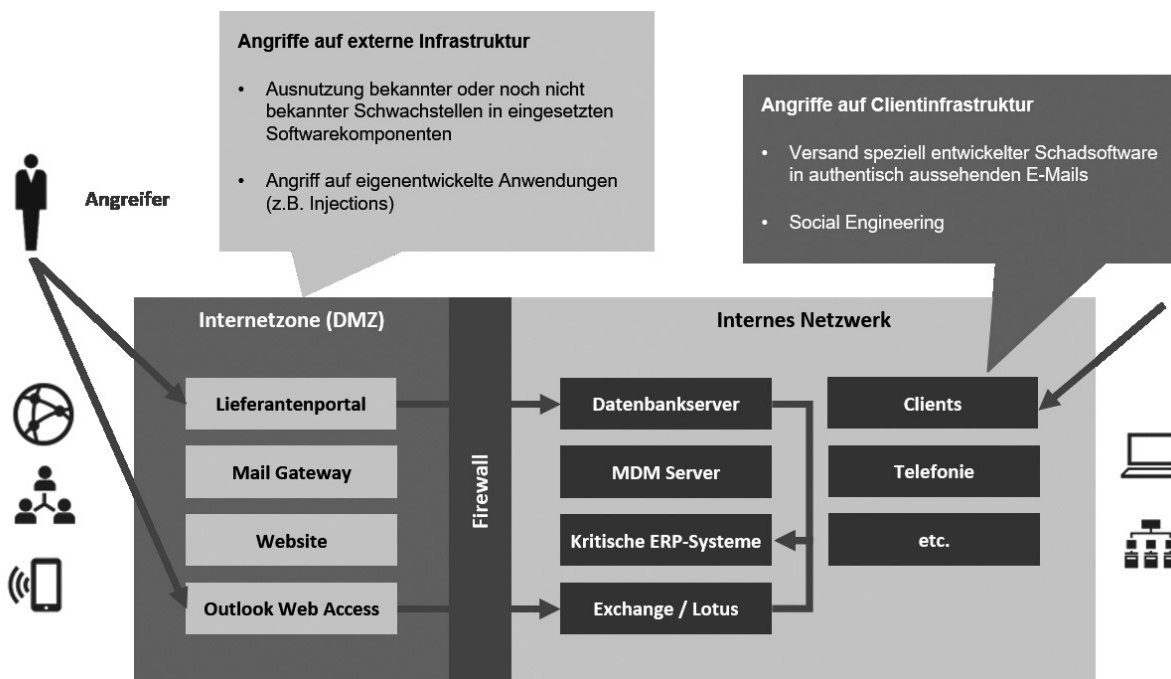 Angriffe auf externe Infrastruktur
• Ausnutzung bekannter oder noch nicht
bekannter Schwachstellen in eingesetzten
Softwarekomponenten
• Angriff auf eigenentwickelte Anwendungen
(z.B. Injections)
Angriffe auf Clientinfrastruktur
• Versand speziell entwickelter Schadsoftware
in authentisch aussehenden E-Mails
• Social Engineering
Angreifer
Internetzone (DMZ)
Lieferantenportal
Mail Gateway
Website
Outlook Web Access
Firewall
Internes Netzwerk
Datenbankserver
MDM Server
Kritische ERP-Systeme
Exchange / Lotus
Clients
Telefonie
etc.